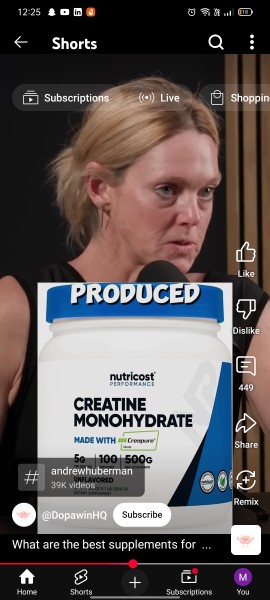 12:25
Shorts
Subscriptions
Live
Shoppin
PRODUCED
nutricost
PERFORMANCE
CREATINE
MONOHYDRATE
MADE WITH Creapure
5g 100 500G
UNFLAVORED
Like
Dislike
449
Share
Remix
# andrewhuberman
39K videos
@DopawinHQ
Subscribe
What are the best supplements for ...
Home
Shorts
Subscriptions
M
You